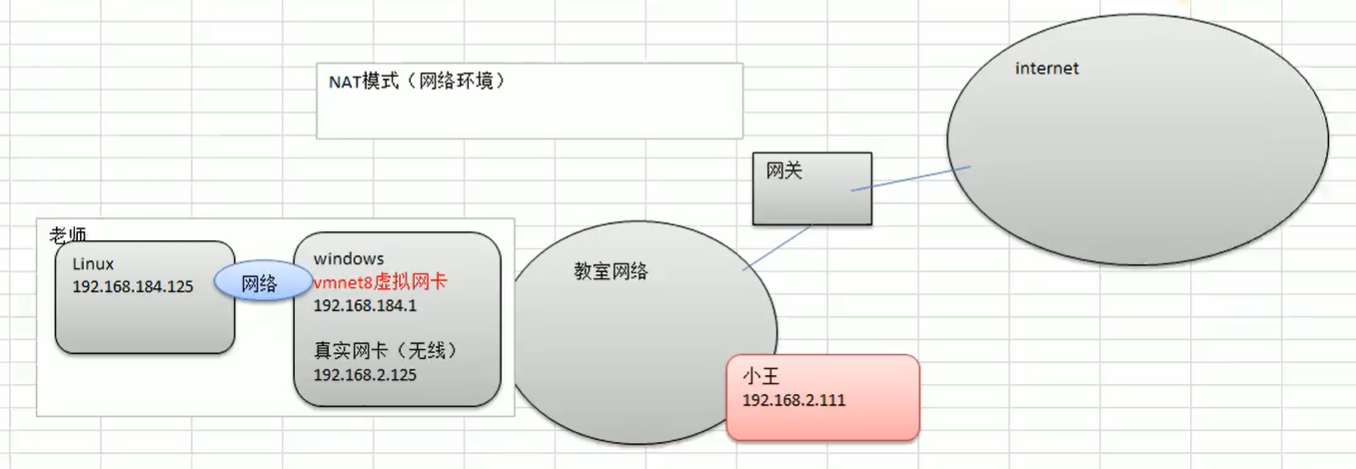 NAT模式（网络环境）
internet
网关
老师
Linux
192.168.184.125
网络
windows
vmnet8虚拟网卡
192.168.184.1
真实网卡（无线）
192.168.2.125
教室网络
小王
192.168.2.111